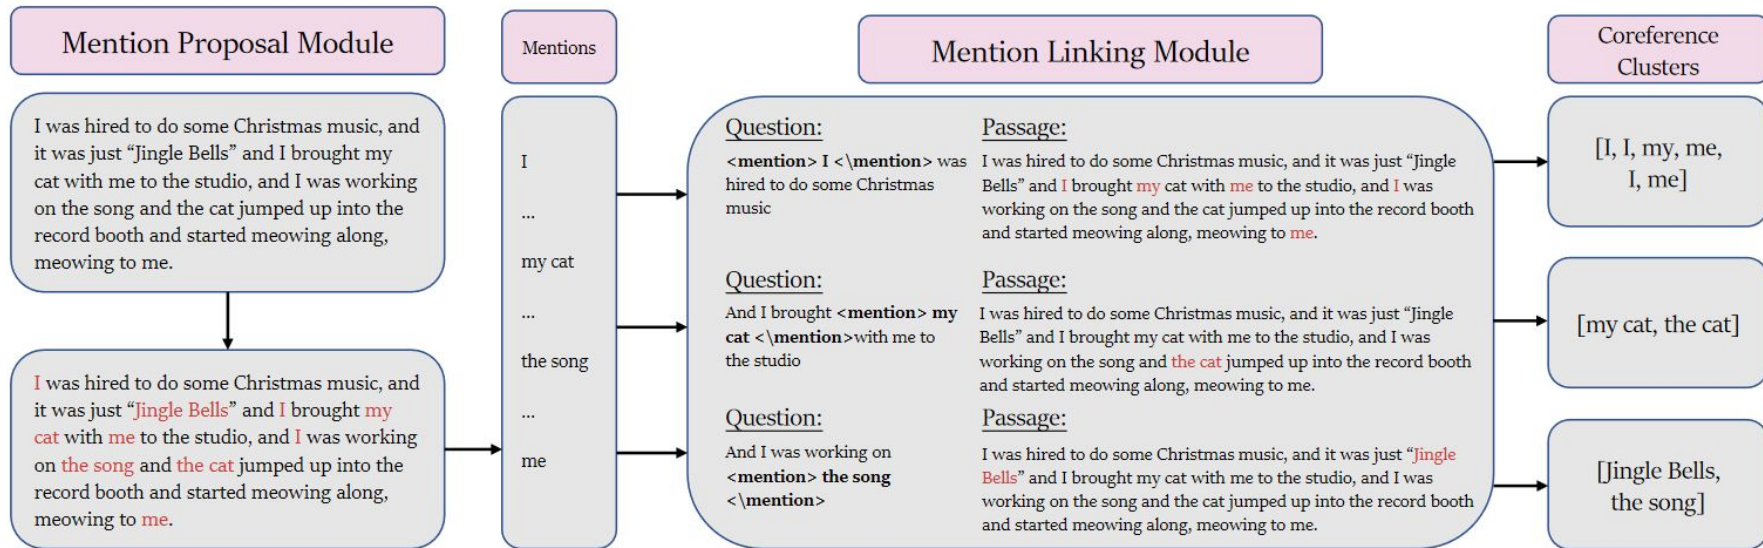 Mention Proposal Module
I was hired to do some Christmas music, and
it was just “Jingle Bells” and I brought my
cat with me to the studio, and I was working
on the song and the cat jumped up into the
record booth and started meowing along,
meowing to me.
I was hired to do some Christmas music, and
it was just “Jingle Bells” and I brought my
cat with me to the studio, and I was working
on the song and the cat jumped up into the
record booth and started meowing along,
meowing to me.
Mentions
I
...
my cat
...
the song
...
me
Mention Linking Module
Question:
<mention> I <\mention> was
hired to do some Christmas
music
Passage:
I was hired to do some Christmas music, and it was just “Jingle
Bells” and I brought my cat with me to the studio, and I was
working on the song and the cat jumped up into the record booth
and started meowing along, meowing to me.
Question:
And I brought <mention> my
cat <\mention>with me to
the studio
Passage:
I was hired to do some Christmas music, and it was just “Jingle
Bells” and I brought my cat with me to the studio, and I was
working on the song and the cat jumped up into the record booth
and started meowing along, meowing to me.
Question:
And I was working on
<mention> the song
<\mention>
Passage:
I was hired to do some Christmas music, and it was just “Jingle
Bells” and I brought my cat with me to the studio, and I was
working on the song and the cat jumped up into the record booth
and started meowing along, meowing to me.
Coreference
Clusters
[I, I, my, me,
I, me]
[my cat, the cat]
[Jingle Bells,
the song]